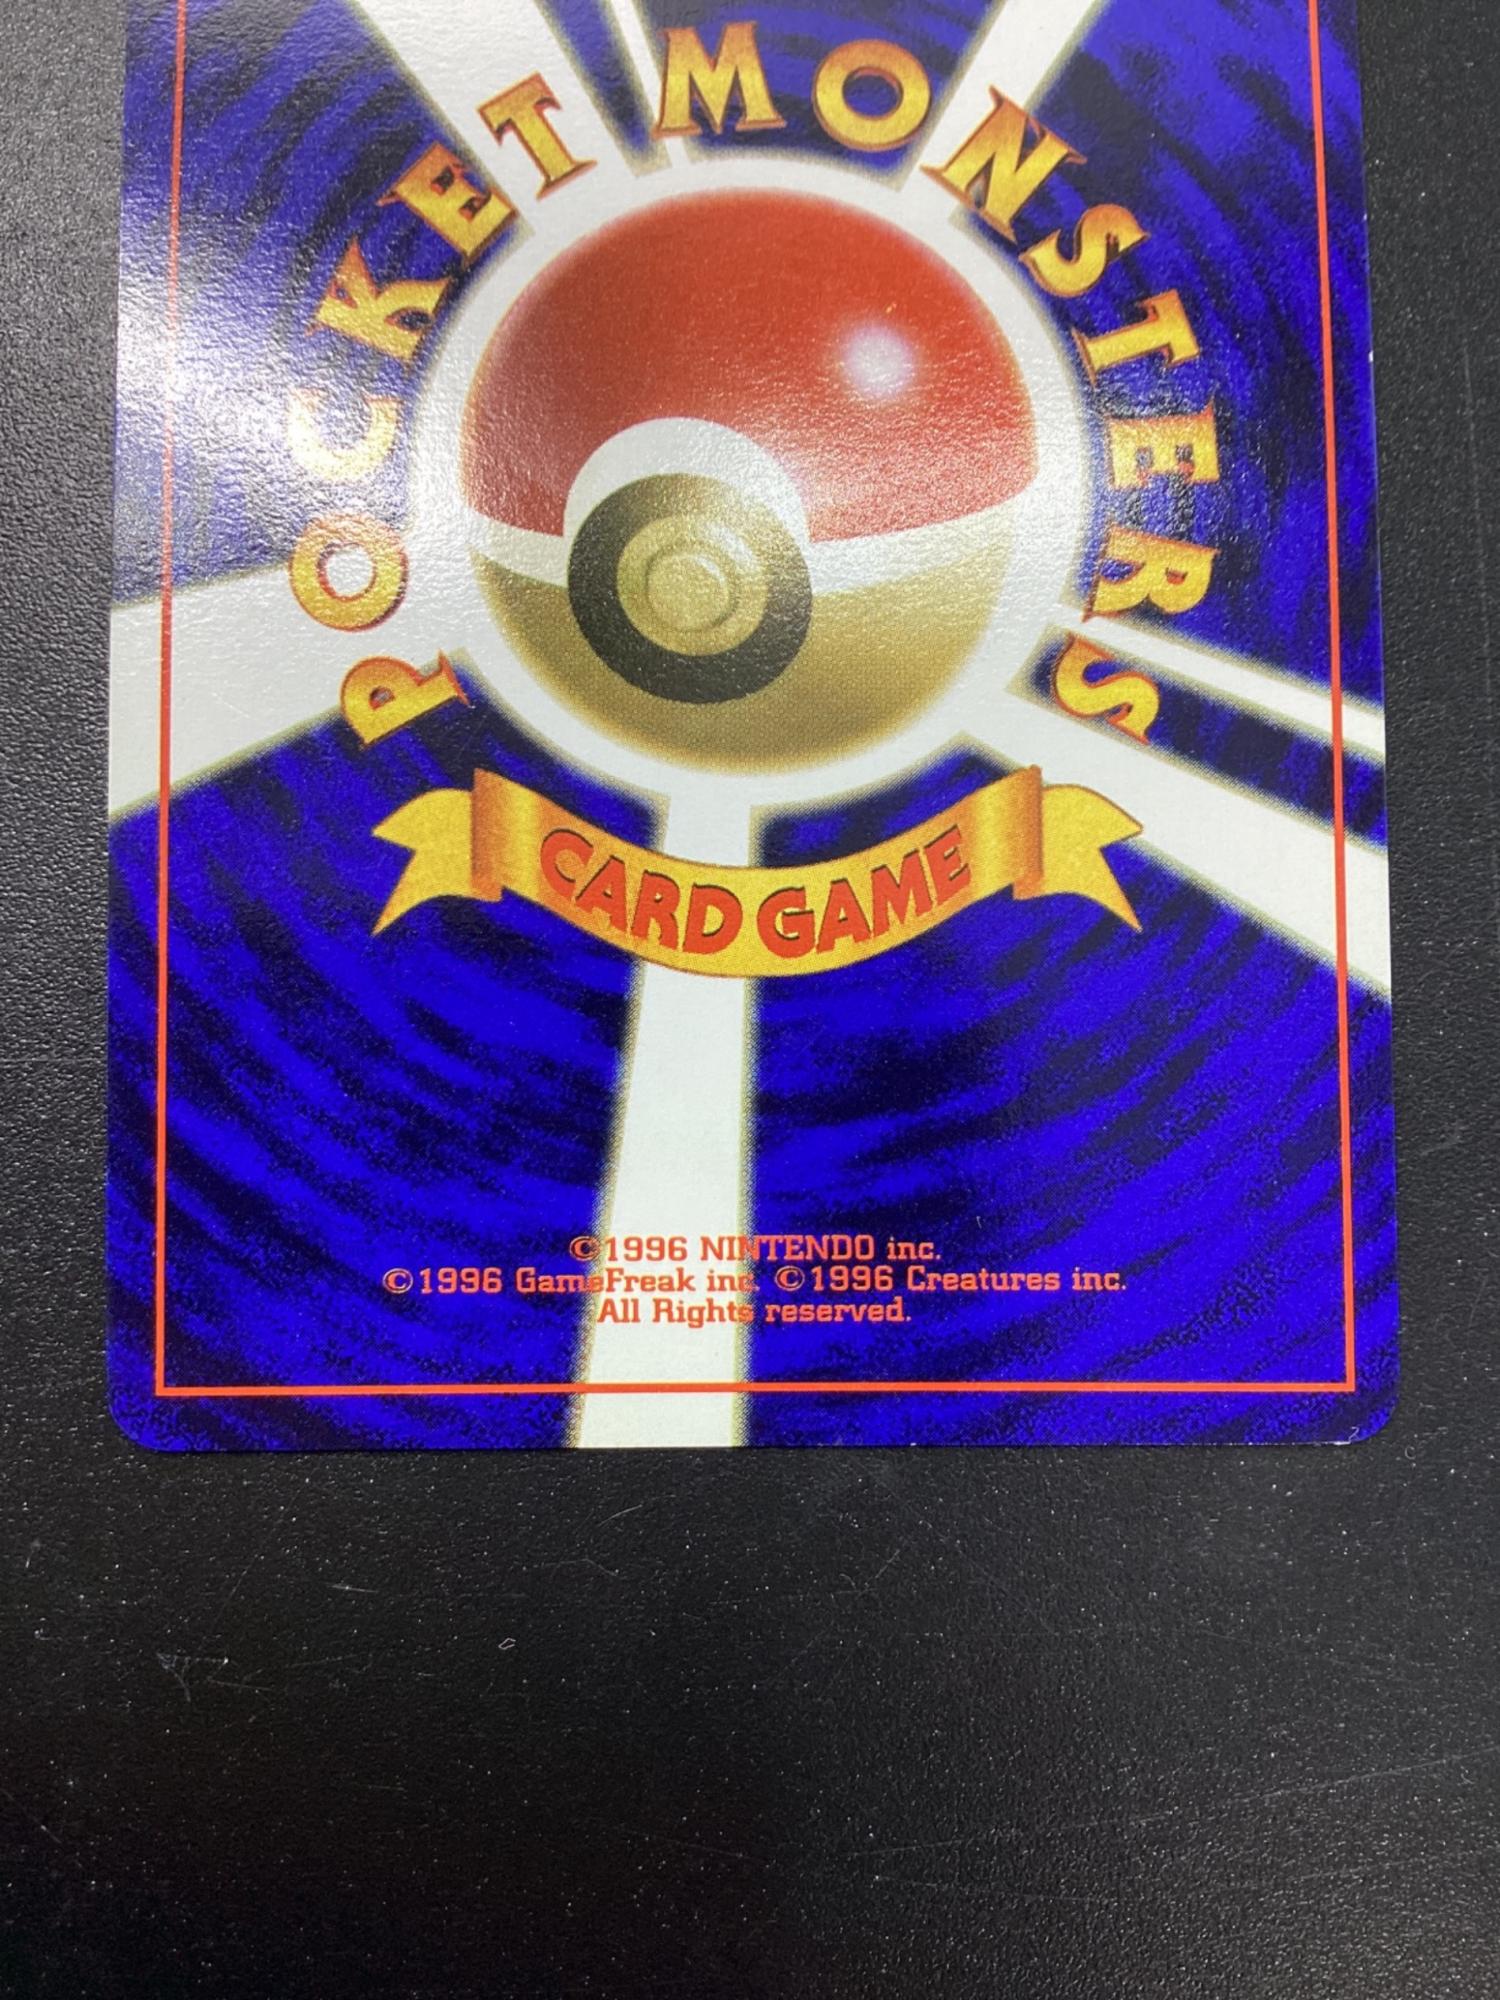 POCKET MONSTERS
CARD GAME
©1996 NINTENDO inc.
©1996 GameFreak inc. ©1996 Creatures inc.
All Rights reserved.